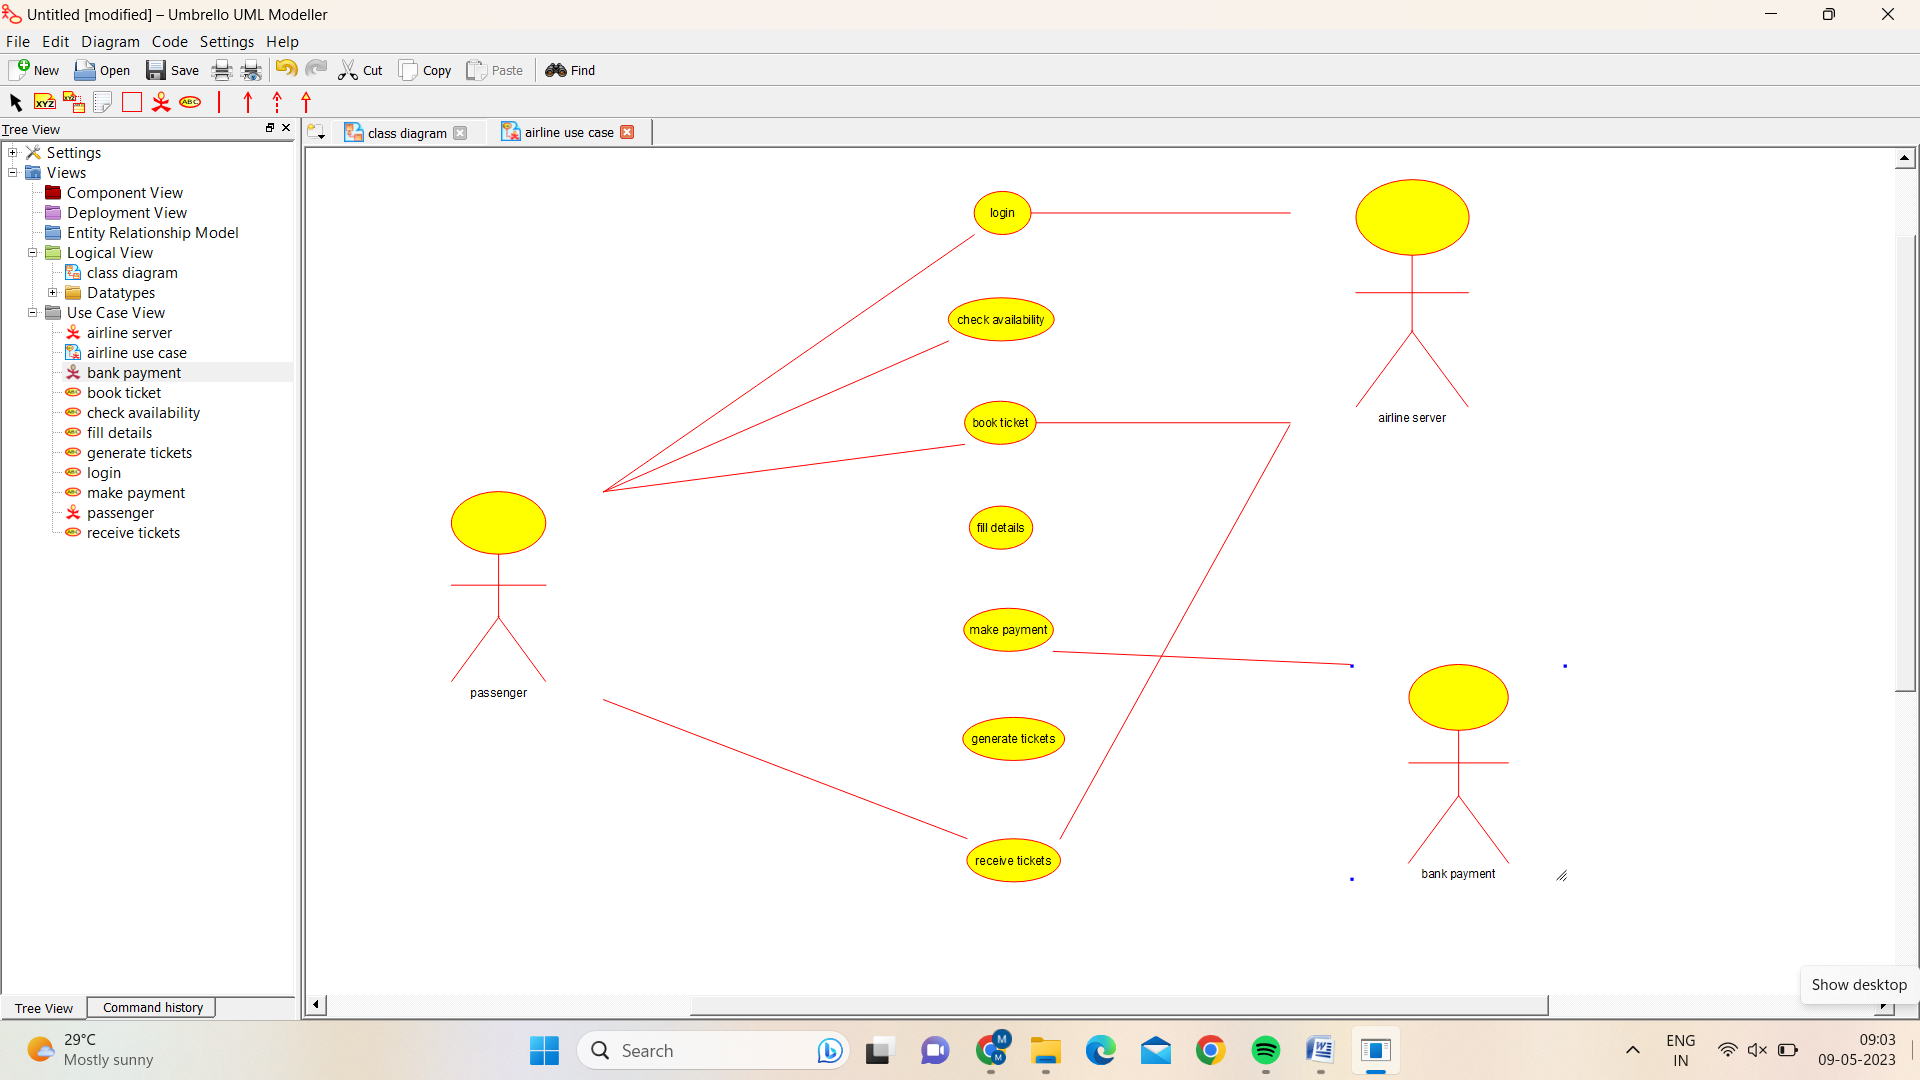 Untitled [modified] – Umbrello UML Modeller
File Edit Diagram Code Settings Help
New Open Save Cut Copy Paste Find
XYZ XYZ ABC
Tree View
class diagram airline use case
Settings
Views
Component View
Deployment View
Entity Relationship Model
Logical View
class diagram
Datatypes
Use Case View
airline server
airline use case
bank payment
book ticket
check availability
fill details
generate tickets
login
make payment
passenger
receive tickets
login
check availability
book ticket
airline server
fill details
make payment
passenger
generate tickets
receive tickets
bank payment
Show desktop
Tree View Command history
29°C
Mostly sunny
Search
M
M
ENG
IN
09:03
09-05-2023